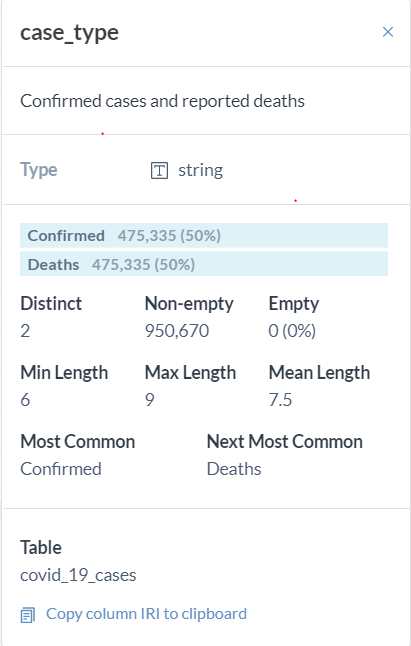 case_type
Confirmed cases and reported deaths
Type string
Confirmed 475,335 (50%)
Deaths 475,335 (50%)
Distinct Non-empty Empty
2 950,670 0 (0%)
Min Length Max Length Mean Length
6 9 7.5
Most Common Next Most Common
Confirmed Deaths
Table
covid_19_cases
Copy column IRI to clipboard